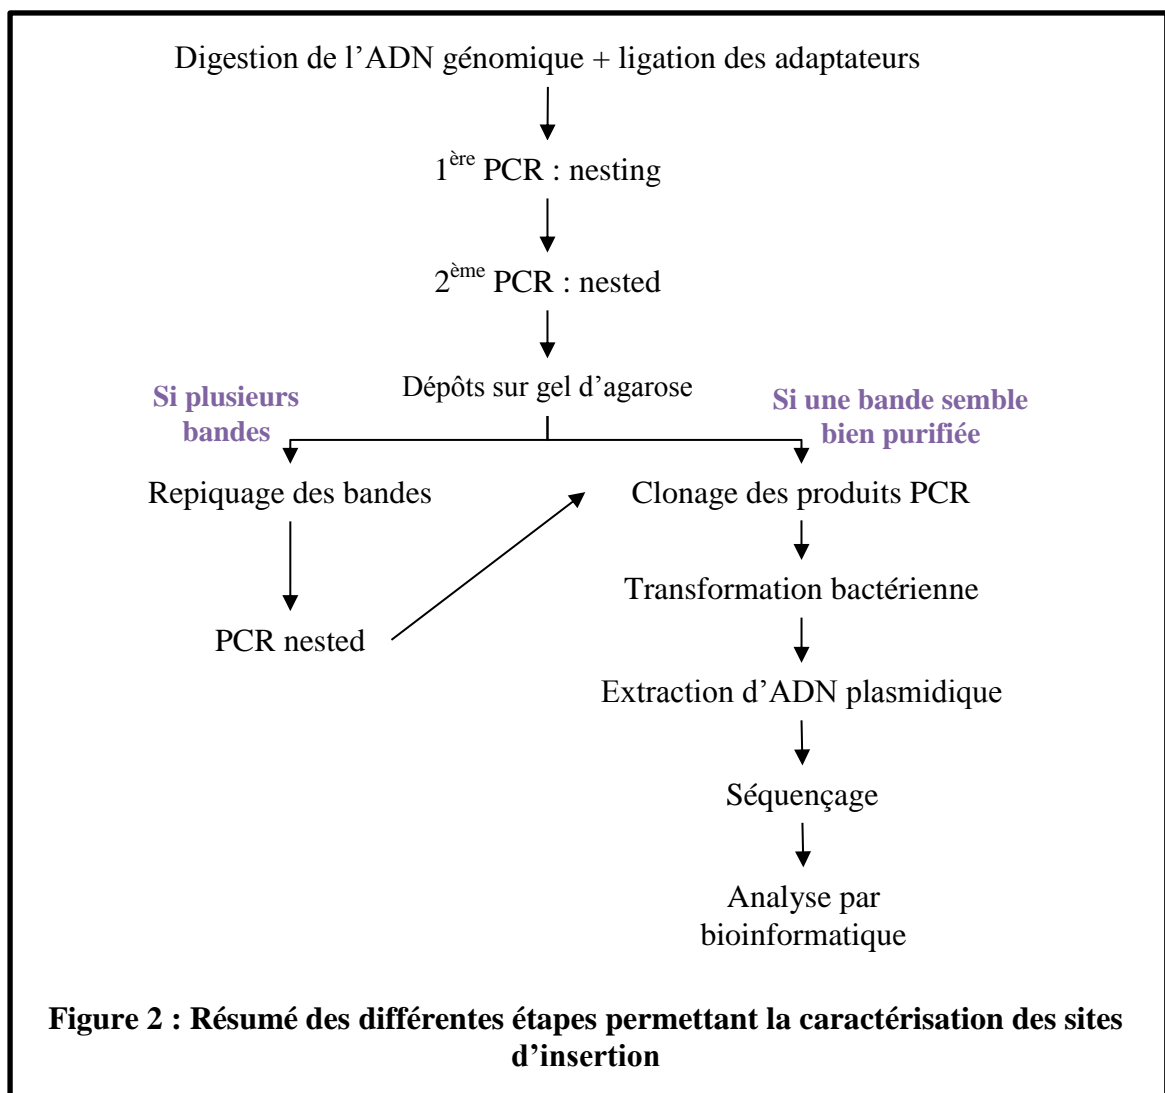 Digestion de l’ADN génomique + ligation des adaptateurs
1ère PCR : nesting
2ème PCR : nested
Dépôts sur gel d’agarose
Si plusieurs
bandes
Si une bande semble
bien purifiée
Repiquage des bandes
Clonage des produits PCR
Transformation bactérienne
PCR nested
Extraction d’ADN plasmidique
Séquençage
Analyse par
bioinformatique
Figure 2 : Résumé des différentes étapes permettant la caractérisation des sites
d’insertion